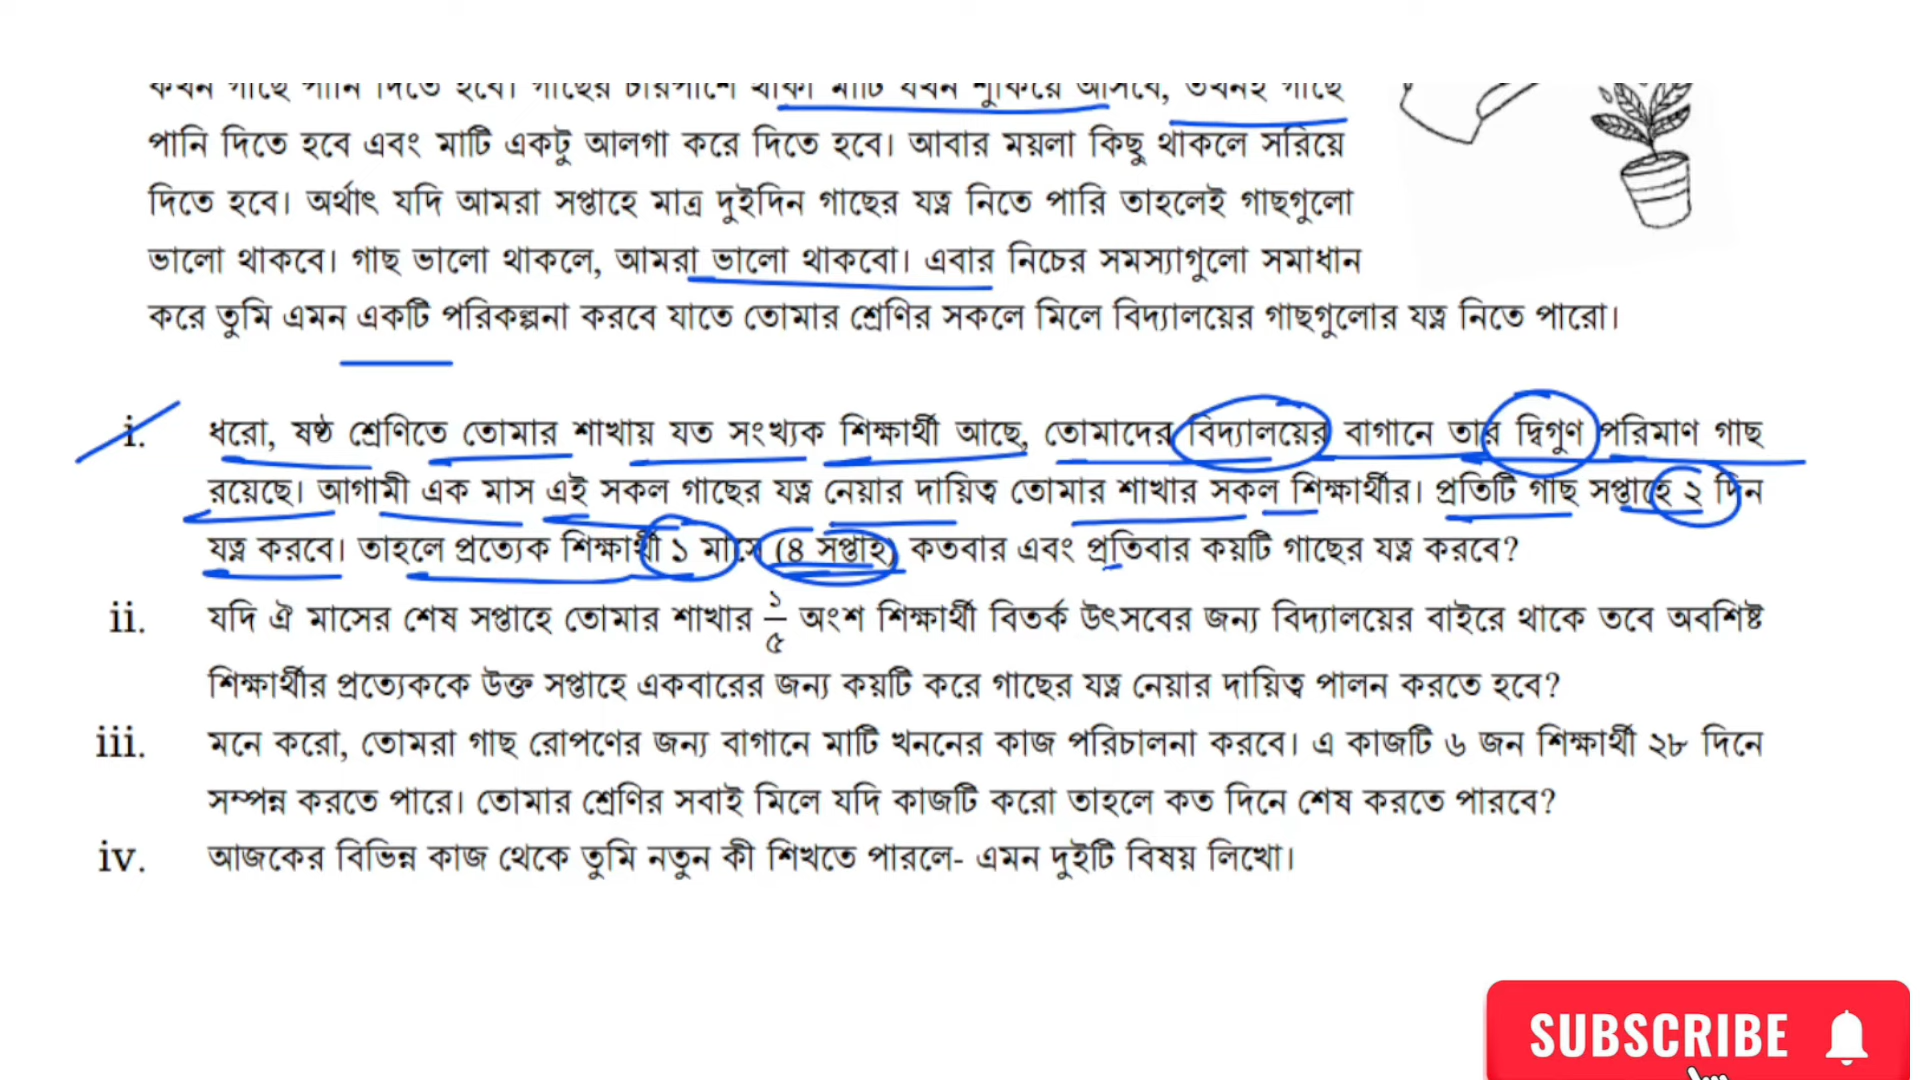 কখন গাছে পানি দিতে হবে। গাছের চারপাশে থাকা মাটি যখন শুকিয়ে আসবে, তখনই গাছে
পানি দিতে হবে এবং মাটি একটু আলগা করে দিতে হবে। আবার ময়লা কিছু থাকলে সরিয়ে
দিতে হবে। অর্থাৎ যদি আমরা সপ্তাহে মাত্র দুইদিন গাছের যত্ন নিতে পারি তাহলেই গাছগুলো
ভালো থাকবে। গাছ ভালো থাকলে, আমরা ভালো থাকবো। এবার নিচের সমস্যাগুলো সমাধান
করে তুমি এমন একটি পরিকল্পনা করবে যাতে তোমার শ্রেণির সকলে মিলে বিদ্যালয়ের গাছগুলোর যত্ন নিতে পারো।
i. ধরো, ষষ্ঠ শ্রেণিতে তোমার শাখায় যত সংখ্যক শিক্ষার্থী আছে, তোমাদের বিদ্যালয়ের বাগানে তার দ্বিগুণ পরিমাণ গাছ
রয়েছে। আগামী এক মাস এই সকল গাছের যত্ন নেয়ার দায়িত্ব তোমার শাখার সকল শিক্ষার্থীর। প্রতিটি গাছ সপ্তাহে ২ দিন
যত্ন করবে। তাহলে প্রত্যেক শিক্ষার্থী ১ মাসে (৪ সপ্তাহ) কতবার এবং প্রতিবার কয়টি গাছের যত্ন করবে?
ii. যদি ঐ মাসের শেষ সপ্তাহে তোমার শাখার ১/৫ অংশ শিক্ষার্থী বিতর্ক উৎসবের জন্য বিদ্যালয়ের বাইরে থাকে তবে অবশিষ্ট
শিক্ষার্থীর প্রত্যেককে উক্ত সপ্তাহে একবারের জন্য কয়টি করে গাছের যত্ন নেয়ার দায়িত্ব পালন করতে হবে?
iii. মনে করো, তোমরা গাছ রোপণের জন্য বাগানে মাটি খননের কাজ পরিচালনা করবে। এ কাজটি ৬ জন শিক্ষার্থী ২৮ দিনে
সম্পন্ন করতে পারে। তোমার শ্রেণির সবাই মিলে যদি কাজটি করো তাহলে কত দিনে শেষ করতে পারবে?
iv. আজকের বিভিন্ন কাজ থেকে তুমি নতুন কী শিখতে পারলে- এমন দুইটি বিষয় লিখো।
SUBSCRIBE